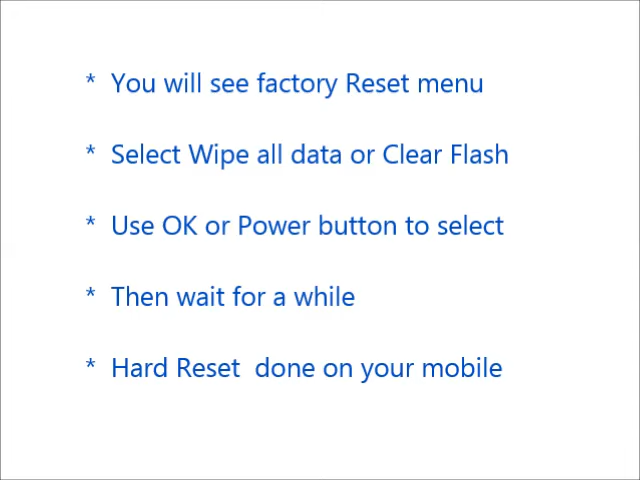 * You will see factory Reset menu
* Select Wipe all data or Clear Flash
* Use OK or Power button to select
* Then wait for a while
* Hard Reset  done on your mobile